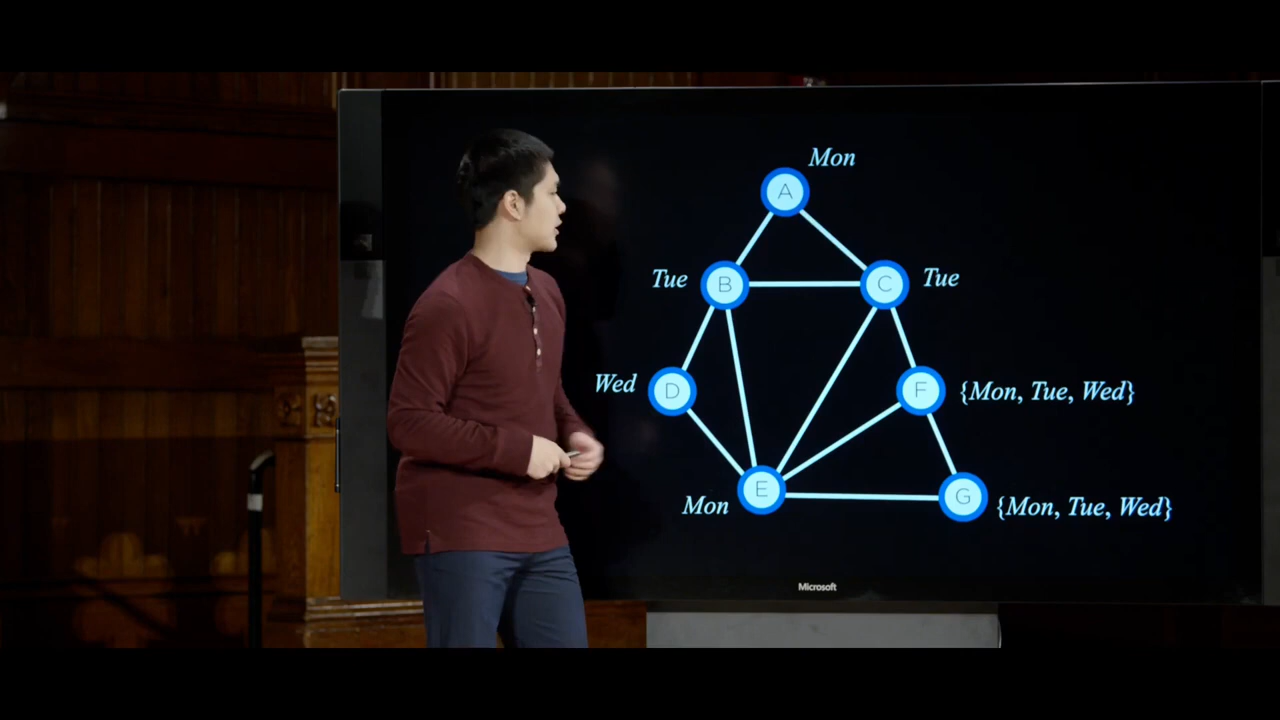 Mon
A
Tue B C Tue
Wed D F {Mon, Tue, Wed}
Mon E G {Mon, Tue, Wed}
Microsoft